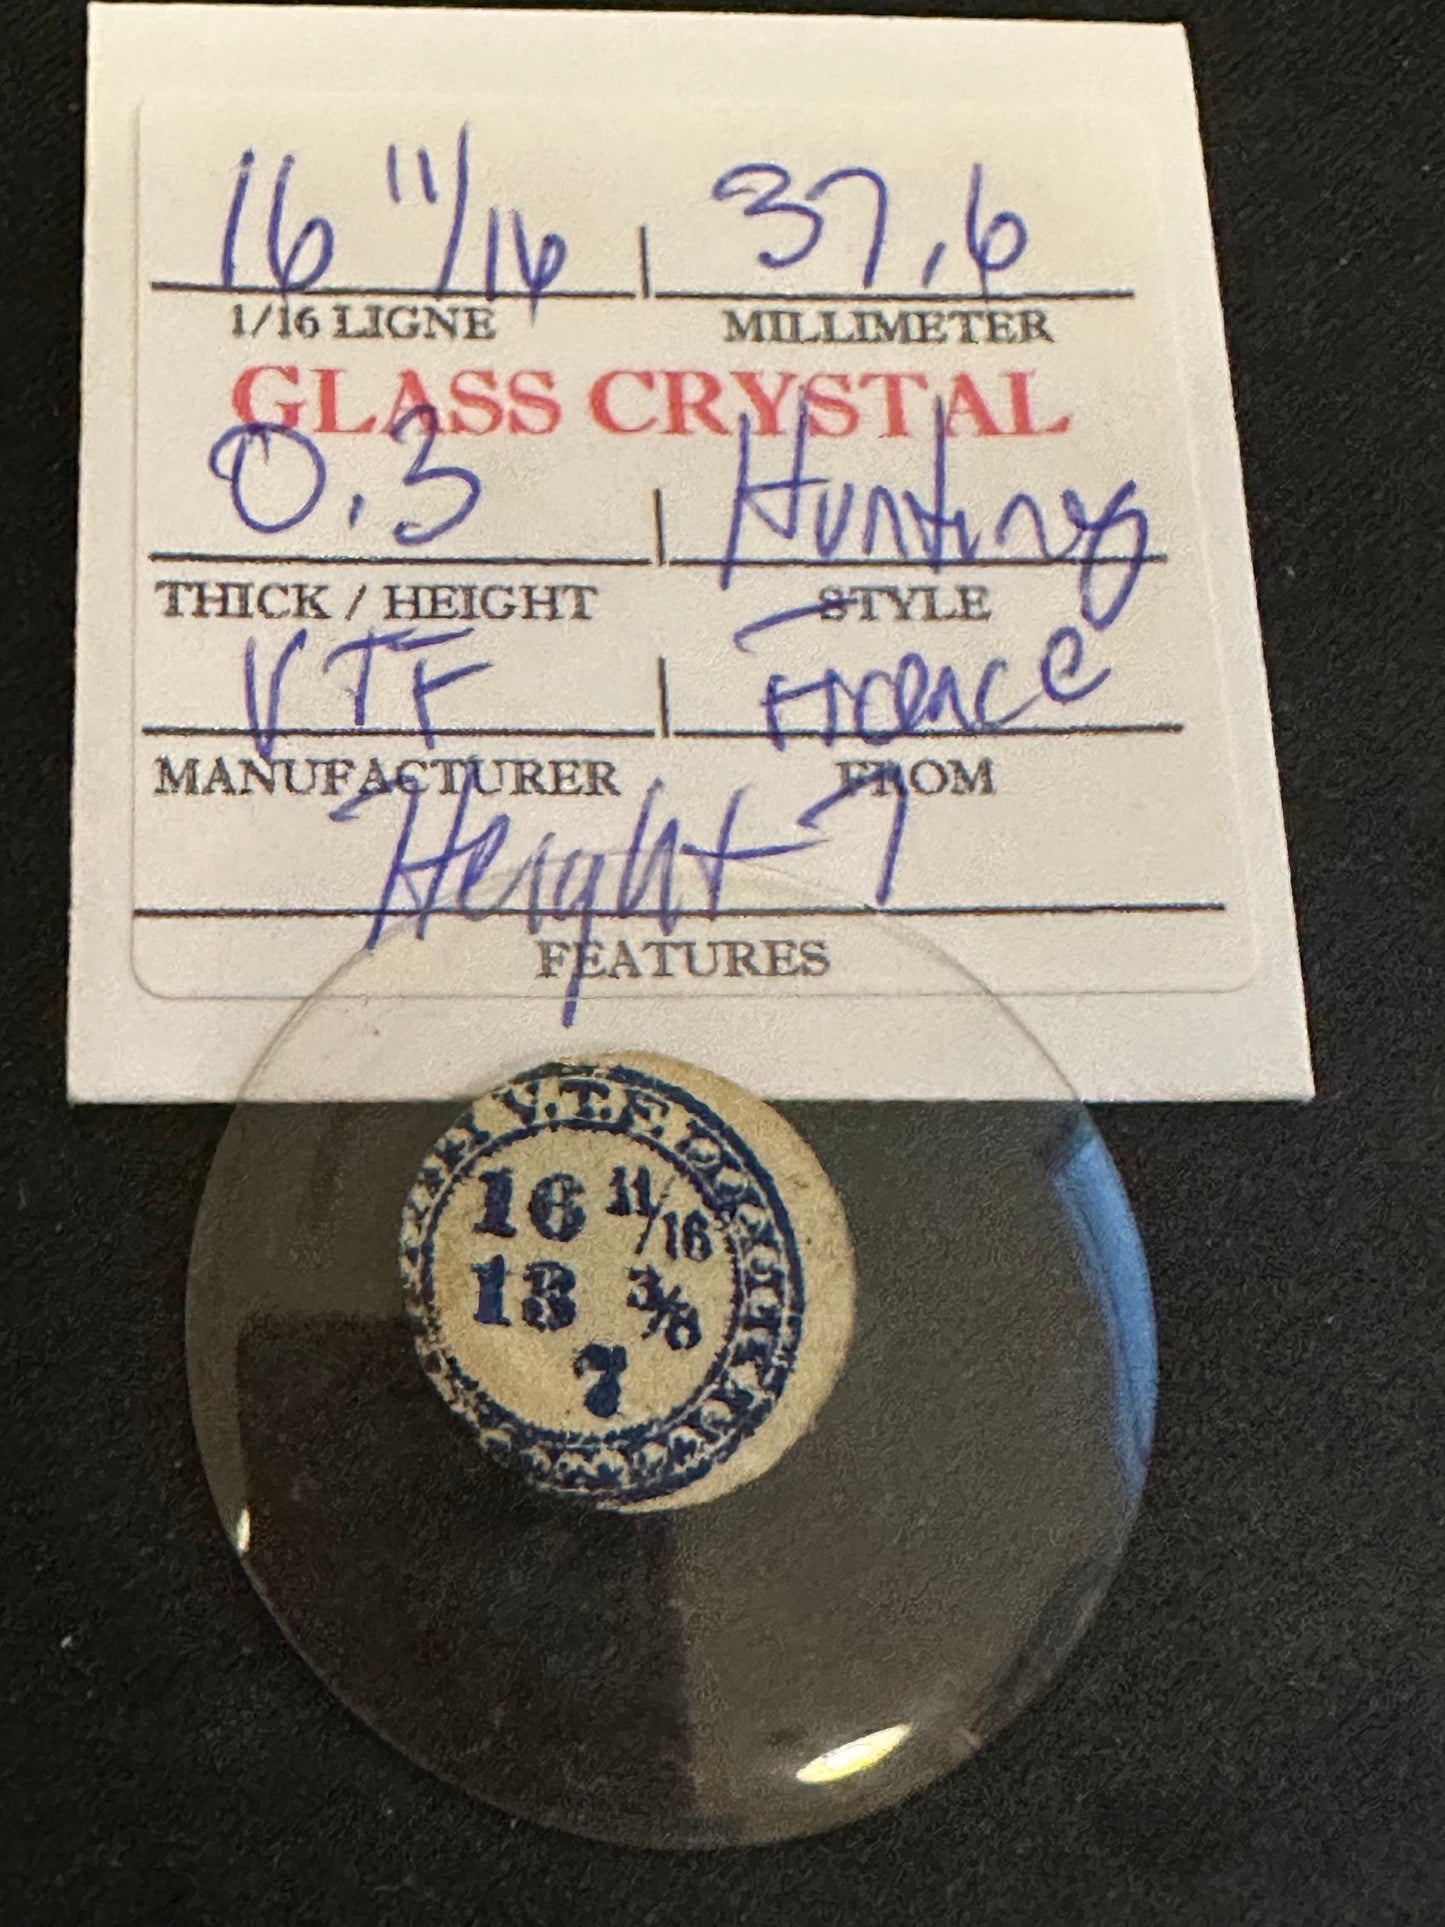 16 11/16 37.6
1/16 LIGNE MILLIMETER
GLASS CRYSTAL
0.3 Hunting
THICK / HEIGHT STYLE
VTF France
MANUFACTURER FROM
Height-7
FEATURES
V.T.F.
16 11/16
13 3/8
7